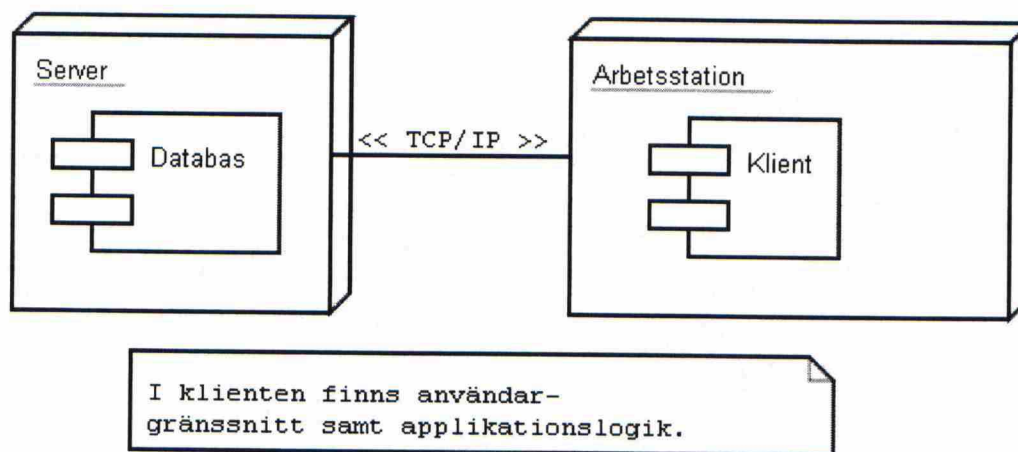 Server
Databas
<< TCP/IP >>
Arbetsstation
Klient
I klienten finns användar-
gränssnitt samt applikationslogik.